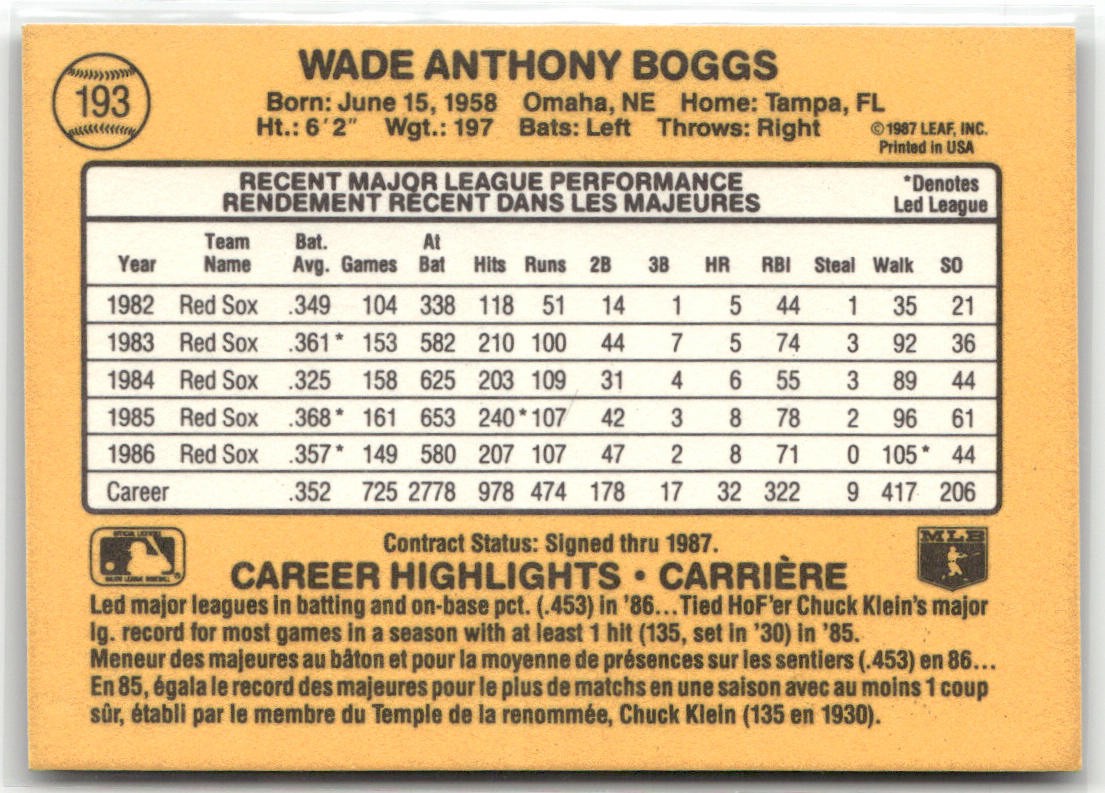 193
WADE ANTHONY BOGGS
Born: June 15, 1958 Omaha, NE Home: Tampa, FL
Ht.: 6'2" Wgt.: 197 Bats: Left Throws: Right
©1987 LEAF, INC.
Printed in USA
RECENT MAJOR LEAGUE PERFORMANCE
RENDEMENT RÉCENT DANS LES MAJEURES
*Denotes
Led League
Year Team Name Bat. Avg. Games At Bat Hits Runs 2B 3B HR RBI Steal Walk SO
1982 Red Sox .349 104 338 118 51 14 1 5 44 1 35 21
1983 Red Sox .361* 153 582 210 100 44 7 5 74 3 92 36
1984 Red Sox .325 158 625 203 109 31 4 6 55 3 89 44
1985 Red Sox .368* 161 653 240* 107 42 3 8 78 2 96 61
1986 Red Sox .357* 149 580 207 107 47 2 8 71 0 105* 44
Career .352 725 2778 978 474 178 17 32 322 9 417 206
Contract Status: Signed thru 1987.
MLB
CAREER HIGHLIGHTS • CARRIÈRE
Led major leagues in batting and on-base pct. (.453) in '86...Tied HoF'er Chuck Klein's major
lg. record for most games in a season with at least 1 hit (135, set in '30) in '85.
Meneur des majeures au bâton et pour la moyenne de présences sur les sentiers (.453) en 86...
En 85, égala le record des majeures pour le plus de matchs en une saison avec au moins 1 coup
sûr, établi par le membre du Temple de la renommée, Chuck Klein (135 en 1930).